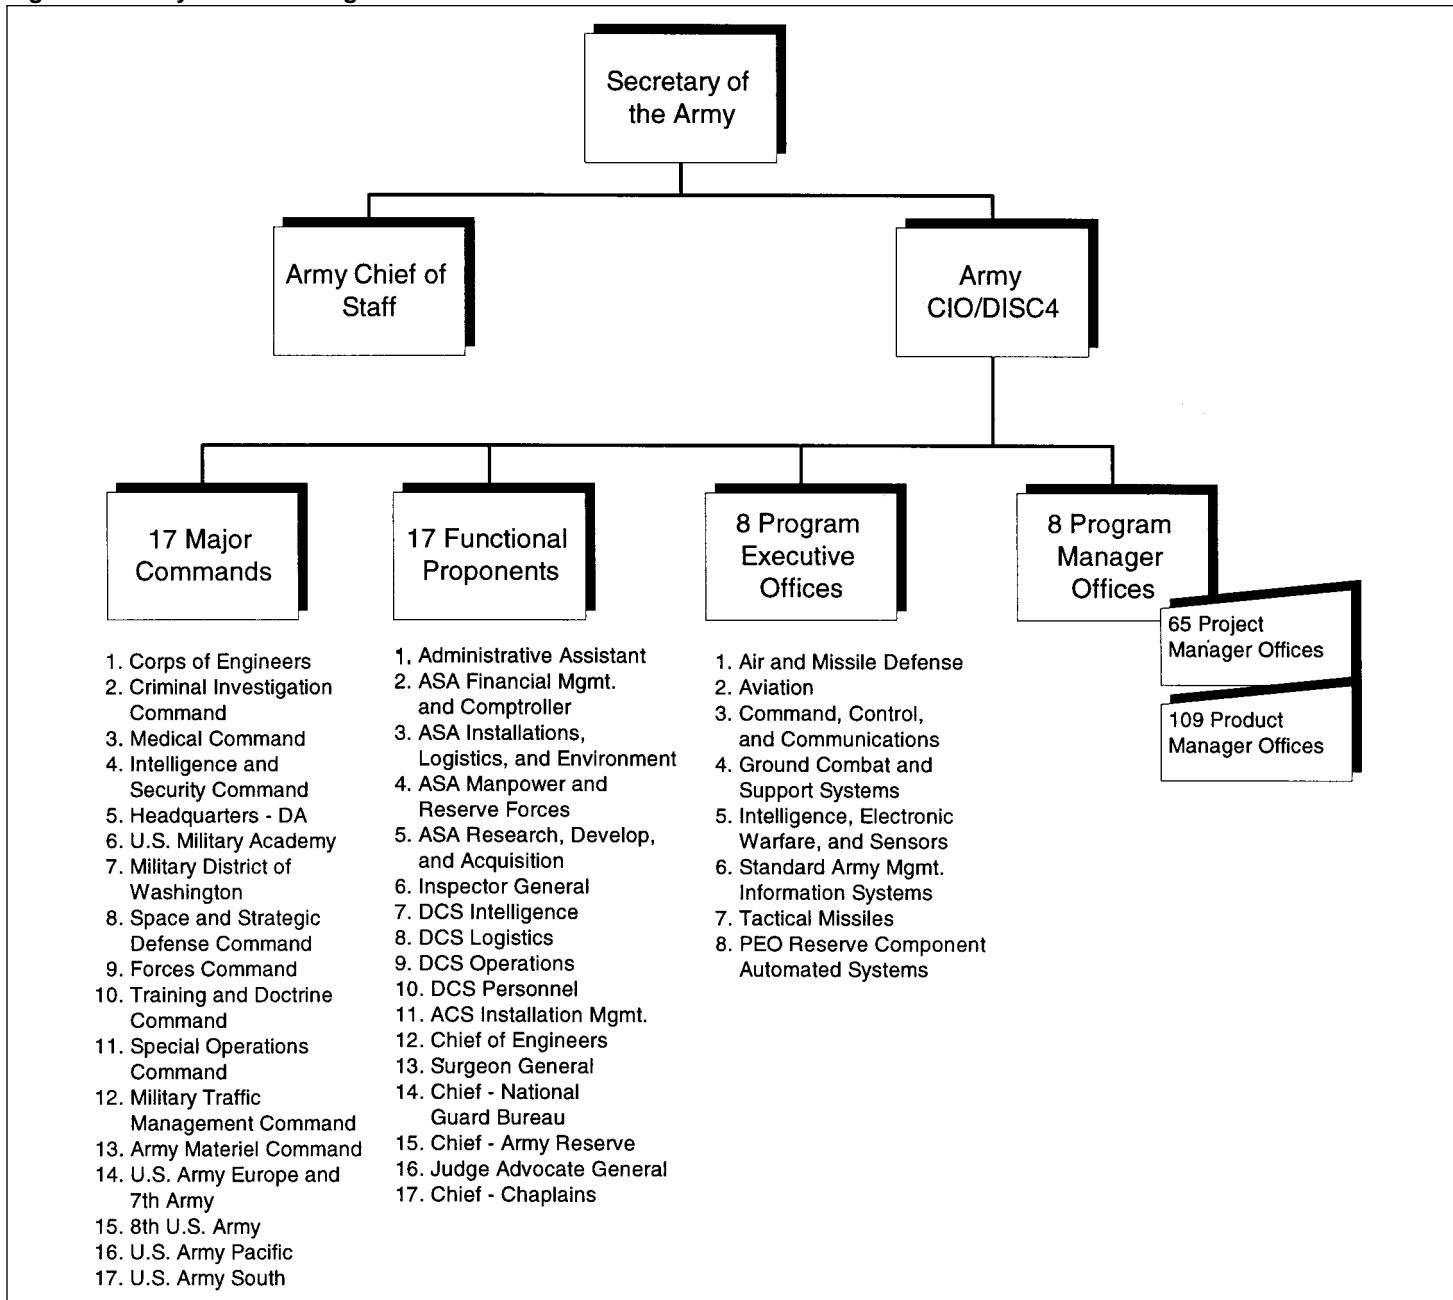 Secretary of
the Army
Army Chief of
Staff
Army
CIO/DISC4
17 Major
Commands
1. Corps of Engineers
2. Criminal Investigation
Command
3. Medical Command
4. Intelligence and
Security Command
5. Headquarters - DA
6. U.S. Military Academy
7. Military District of
Washington
8. Space and Strategic
Defense Command
9. Forces Command
10. Training and Doctrine
Command
11. Special Operations
Command
12. Military Traffic
Management Command
13. Army Materiel Command
14. U.S. Army Europe and
7th Army
15. 8th U.S. Army
16. U.S. Army Pacific
17. U.S. Army South
17 Functional
Proponents
1. Administrative Assistant
2. ASA Financial Mgmt.
and Comptroller
3. ASA Installations,
Logistics, and Environment
4. ASA Manpower and
Reserve Forces
5. ASA Research, Develop,
and Acquisition
6. Inspector General
7. DCS Intelligence
8. DCS Logistics
9. DCS Operations
10. DCS Personnel
11. ACS Installation Mgmt.
12. Chief of Engineers
13. Surgeon General
14. Chief - National
Guard Bureau
15. Chief - Army Reserve
16. Judge Advocate General
17. Chief - Chaplains
8 Program
Executive
Offices
1. Air and Missile Defense
2. Aviation
3. Command, Control,
and Communications
4. Ground Combat and
Support Systems
5. Intelligence, Electronic
Warfare, and Sensors
6. Standard Army Mgmt.
Information Systems
7. Tactical Missiles
8. PEO Reserve Component
Automated Systems
8 Program
Manager
Offices
65 Project
Manager Offices
109 Product
Manager Offices